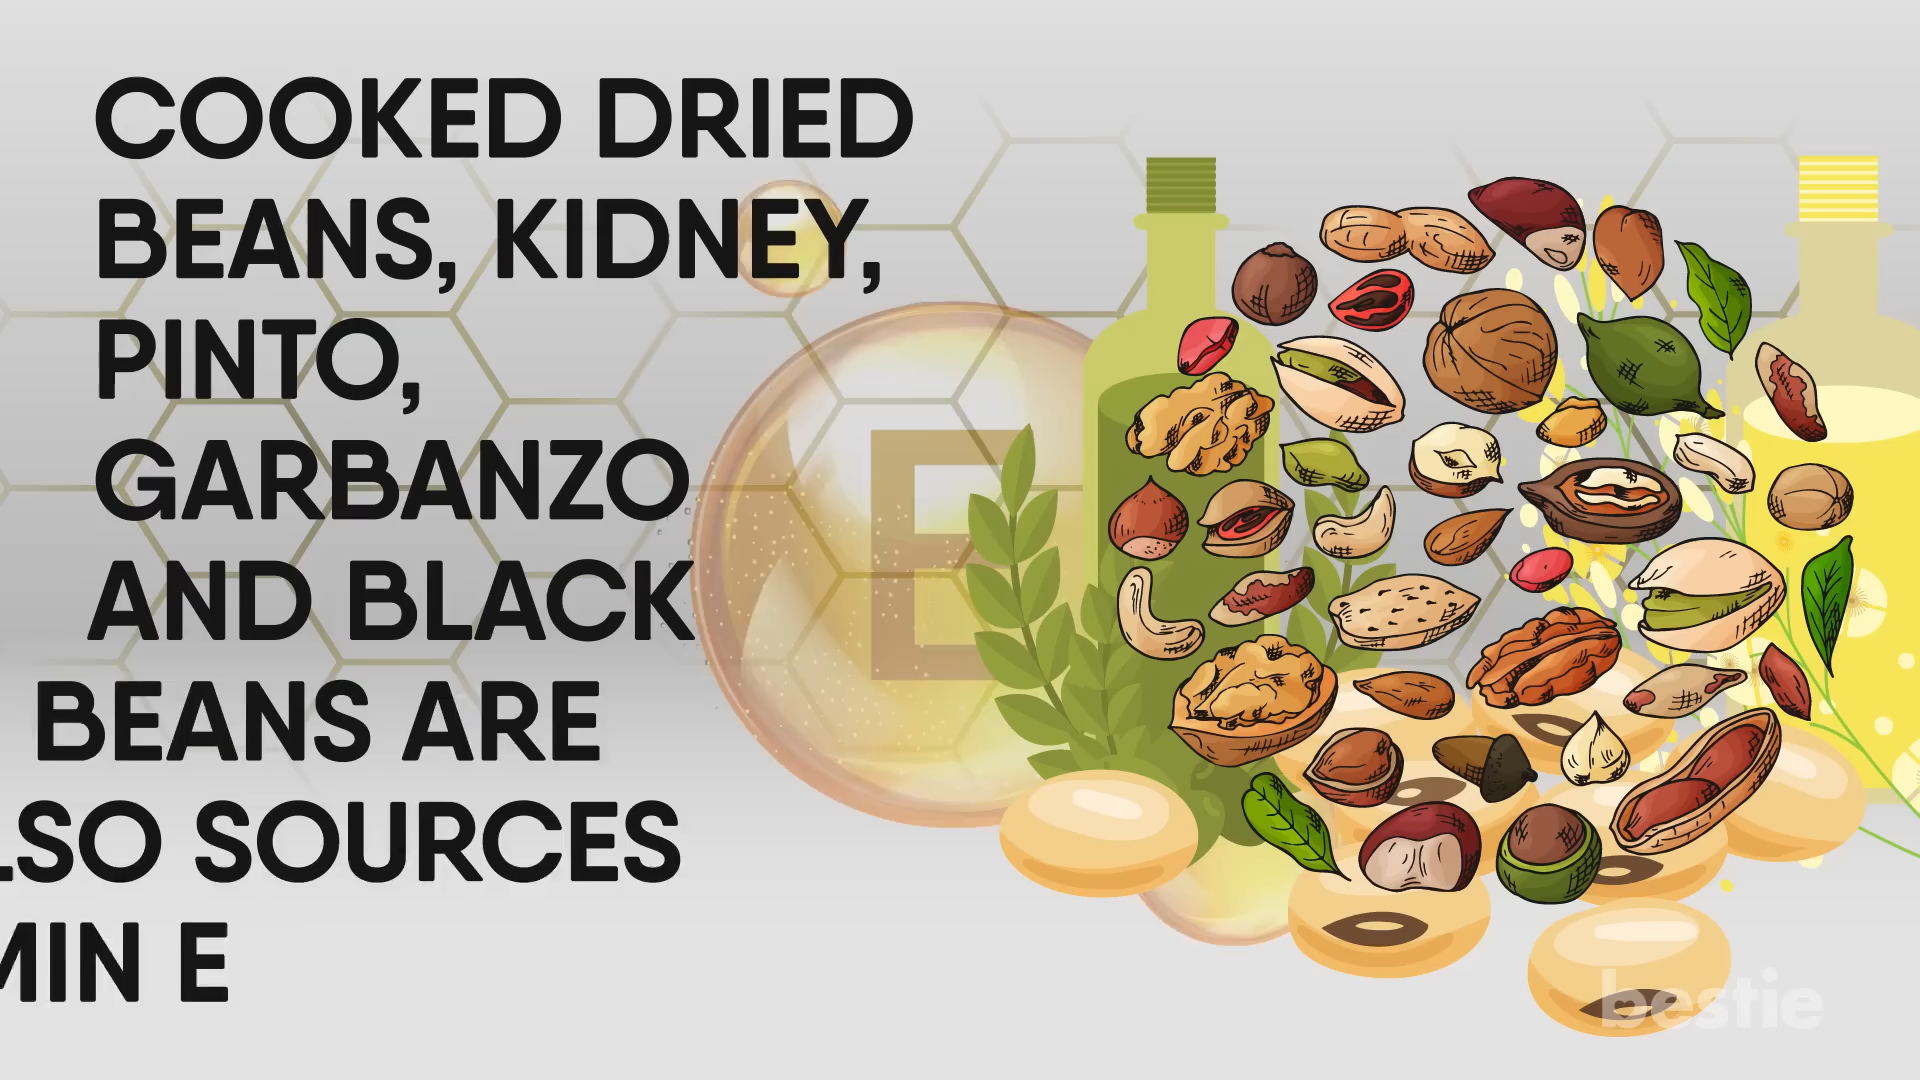 COOKED DRIED
BEANS, KIDNEY,
PINTO,
GARBANZO
AND BLACK
BEANS ARE
LSO SOURCES
MIN E
E
bestie